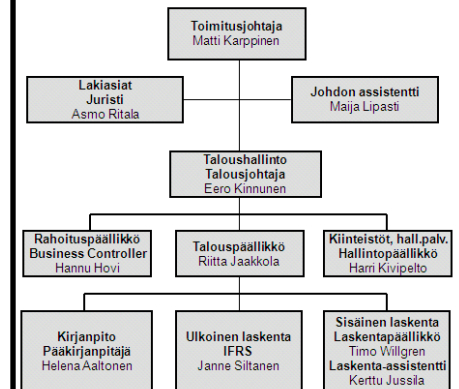 Toimitusjohtaja
Matti Karppinen
Lakiasiat
Juristi
Asmo Ritala
Johdon assistentti
Maija Lipasti
Taloushallinto
Talousjohtaja
Eero Kinnunen
Rahoituspäällikkö
Business Controller
Hannu Hovi
Talouspäällikkö
Riitta Jaakkola
Kiinteistöt, hall.palv.
Hallintopäällikkö
Harri Kivipelto
Kirjanpito
Pääkirjanpitäjä
Helena Aaltonen
Ulkoinen laskenta
IFRS
Janne Siltanen
Sisäinen laskenta
Laskentapäällikkö
Timo Willgren
Laskenta-assistentti
Kerttu Jussila